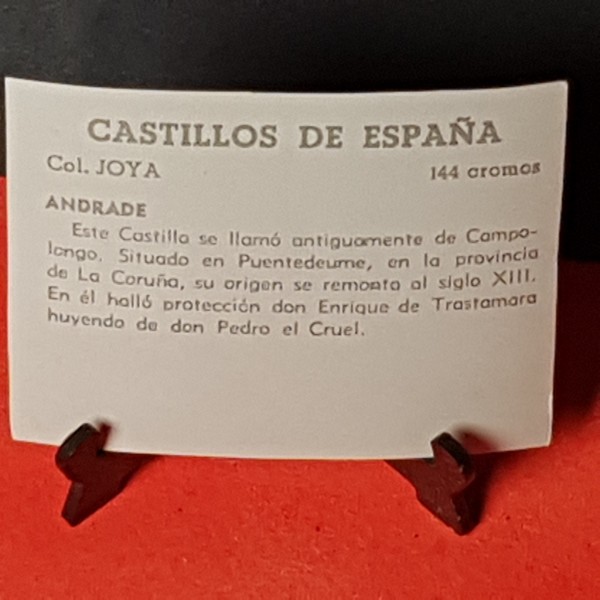 CASTILLOS DE ESPAÑA
Col. JOYA 144 cromos
ANDRADE
Este Castillo se llamó antiguamente de Campo-
longo. Situado en Puentedeume, en la provincia
de La Coruña, su origen se remonta al siglo XIII.
En él halló protección don Enrique de Trastamara
huyendo de don Pedro el Cruel.